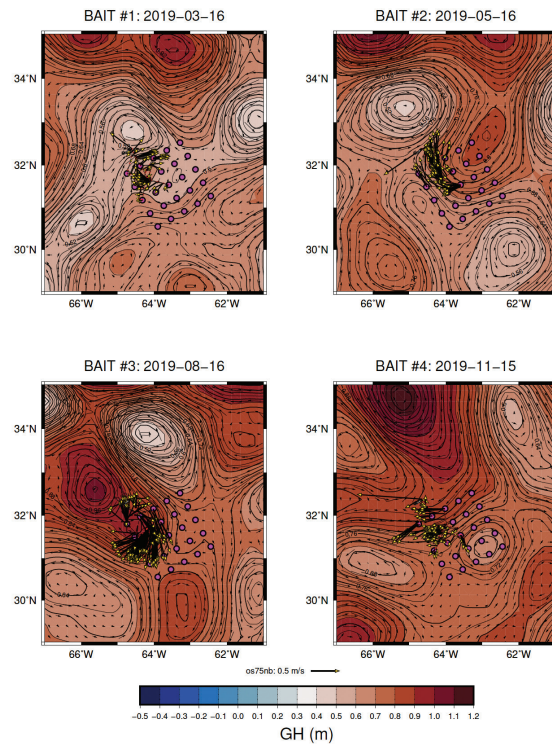 BAIT #1: 2019-03-16
BAIT #2: 2019-05-16
34°N
32°N
30°N
34°N
32°N
30°N
66°W 64°W 62°W
66°W 64°W 62°W
BAIT #3: 2019-08-16
BAIT #4: 2019-11-15
34°N
32°N
30°N
34°N
32°N
30°N
66°W 64°W 62°W
66°W 64°W 62°W
os75nb: 0.5 m/s
−0.5 −0.4 −0.3 −0.2 −0.1 0.0 0.1 0.2 0.3 0.4 0.5 0.6 0.7 0.8 0.9 1.0 1.1 1.2
GH (m)